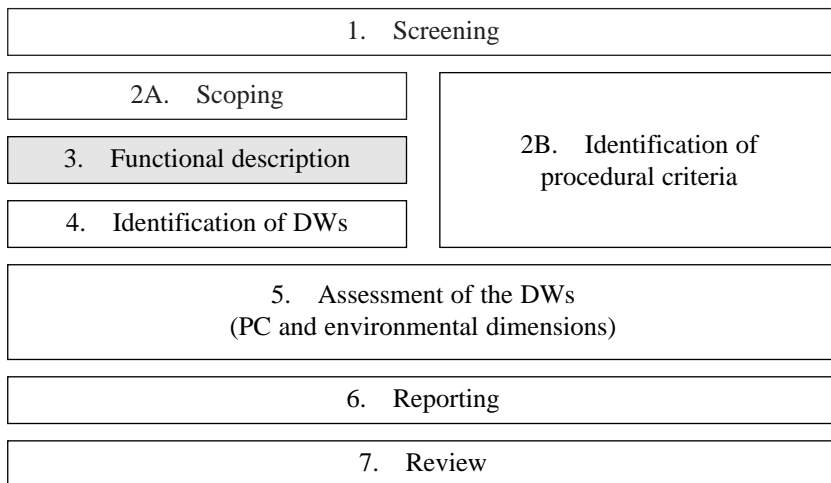 1. Screening
2A. Scoping
3. Functional description
4. Identification of DWs
2B. Identification of
procedural criteria
5. Assessment of the DWs
(PC and environmental dimensions)
6. Reporting
7. Review